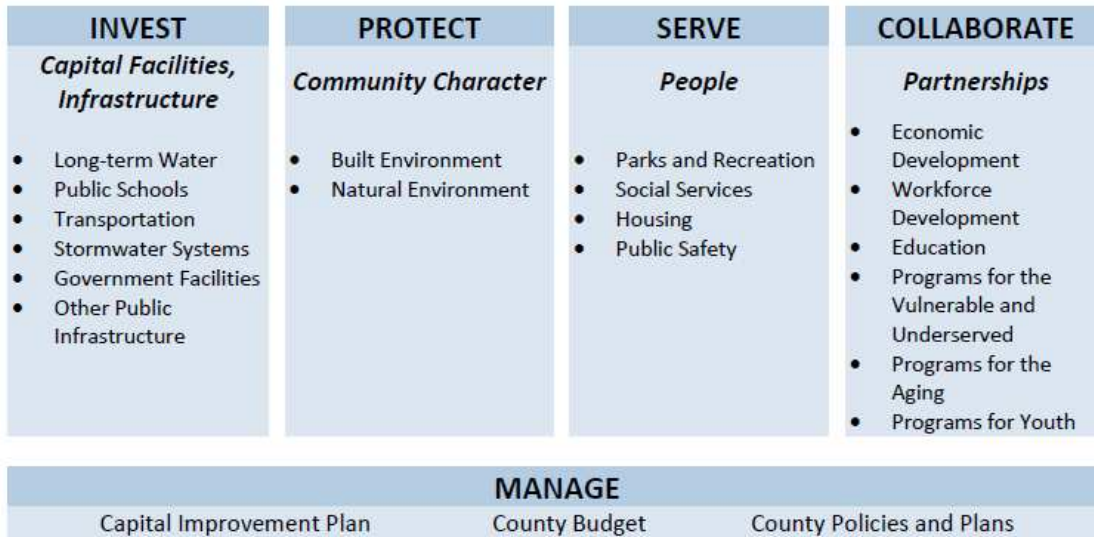 INVEST
Capital Facilities,
Infrastructure
• Long-term Water
• Public Schools
• Transportation
• Stormwater Systems
• Government Facilities
• Other Public
Infrastructure
PROTECT
Community Character
• Built Environment
• Natural Environment
SERVE
People
• Parks and Recreation
• Social Services
• Housing
• Public Safety
COLLABORATE
Partnerships
• Economic
Development
• Workforce
Development
• Education
• Programs for the
Vulnerable and
Underserved
• Programs for the
Aging
• Programs for Youth
MANAGE
Capital Improvement Plan County Budget County Policies and Plans